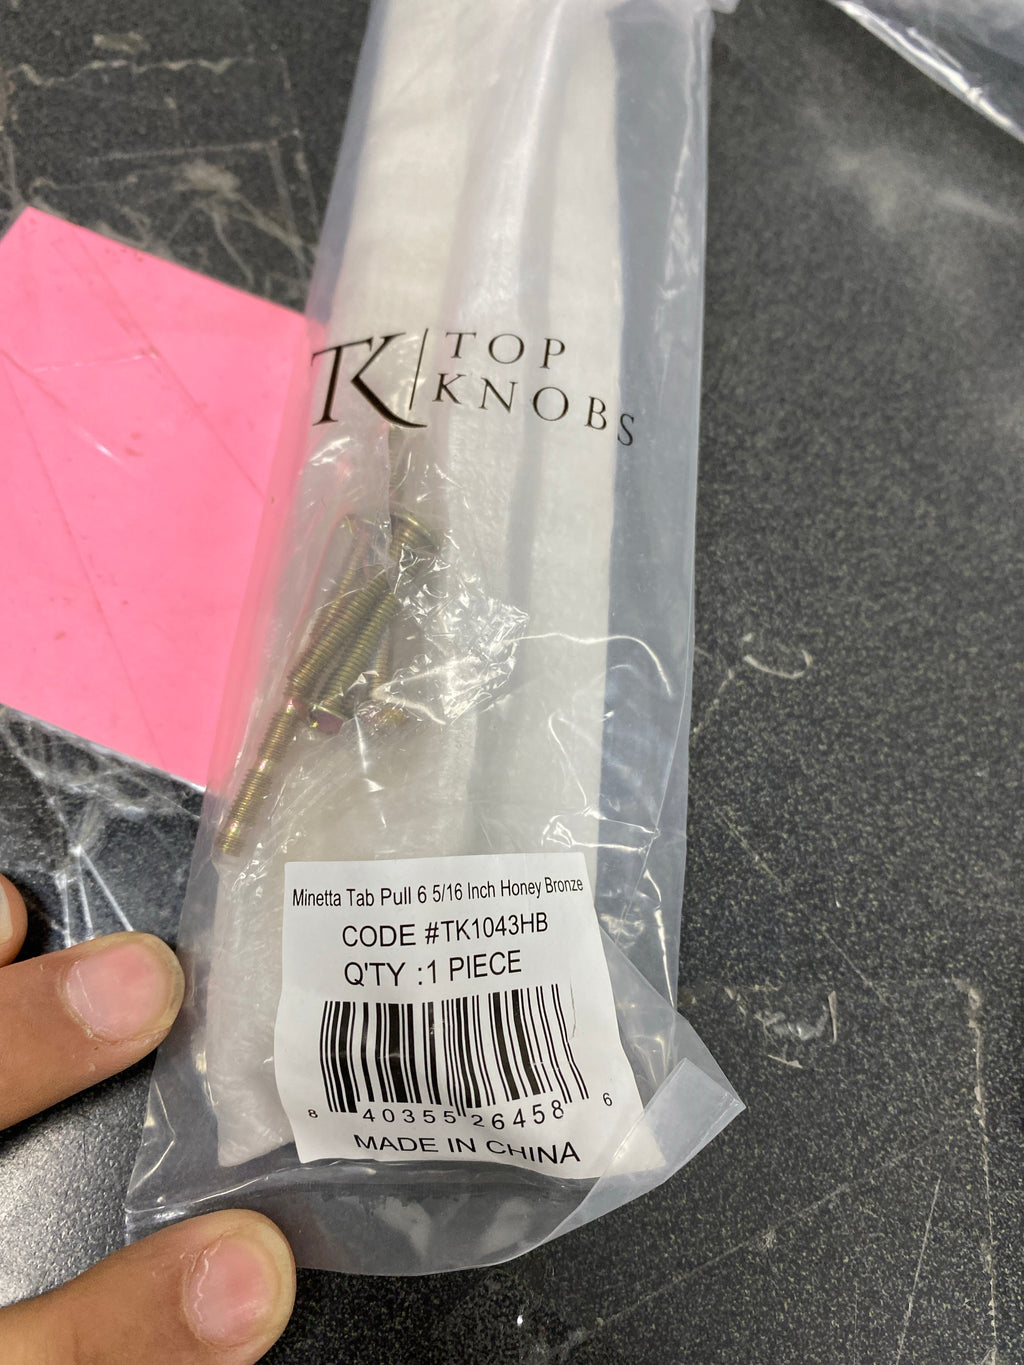 TK | TOP
KNOBS
Minetta Tab Pull 6 5/16 Inch Honey Bronze
CODE #TK1043HB
Q'TY :1 PIECE
8 40355 26458 6
MADE IN CHINA